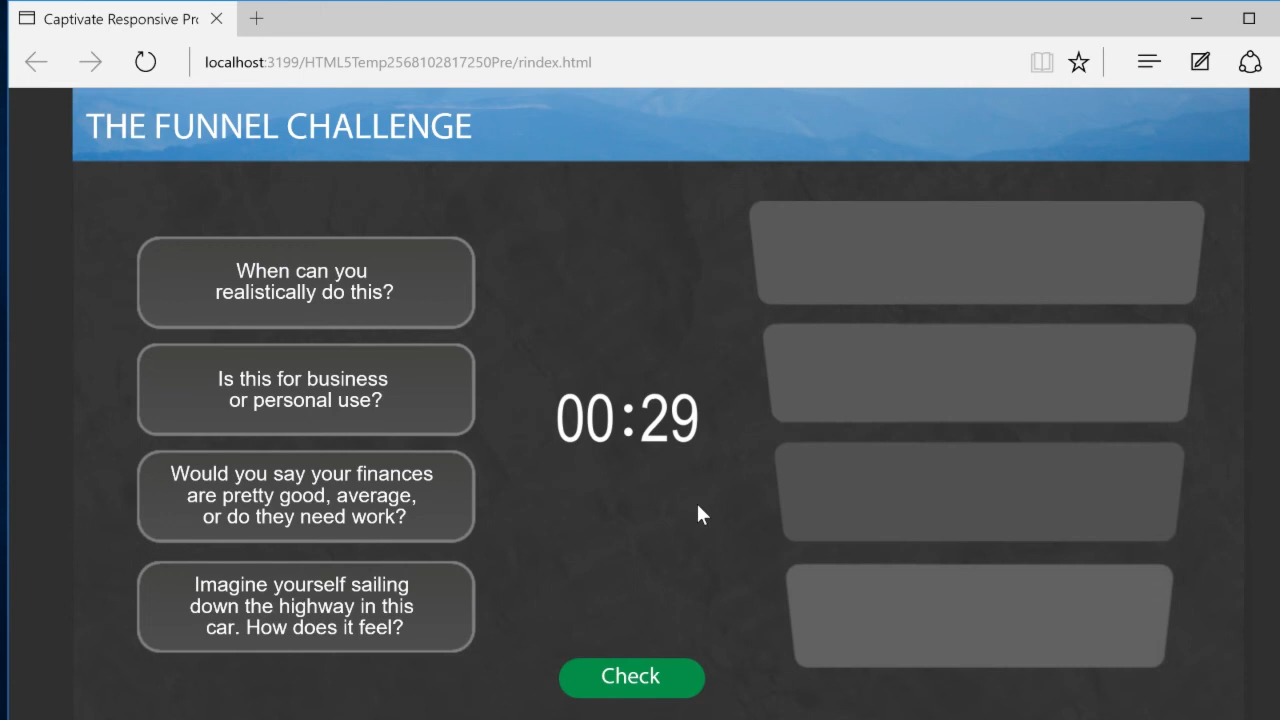 Captivate Responsive Pro
localhost:3199/HTML5Temp2568102817250Pre/rindex.html
THE FUNNEL CHALLENGE
When can you
realistically do this?
Is this for business
or personal use?
Would you say your finances
are pretty good, average,
or do they need work?
Imagine yourself sailing
down the highway in this
car. How does it feel?
00:29
Check